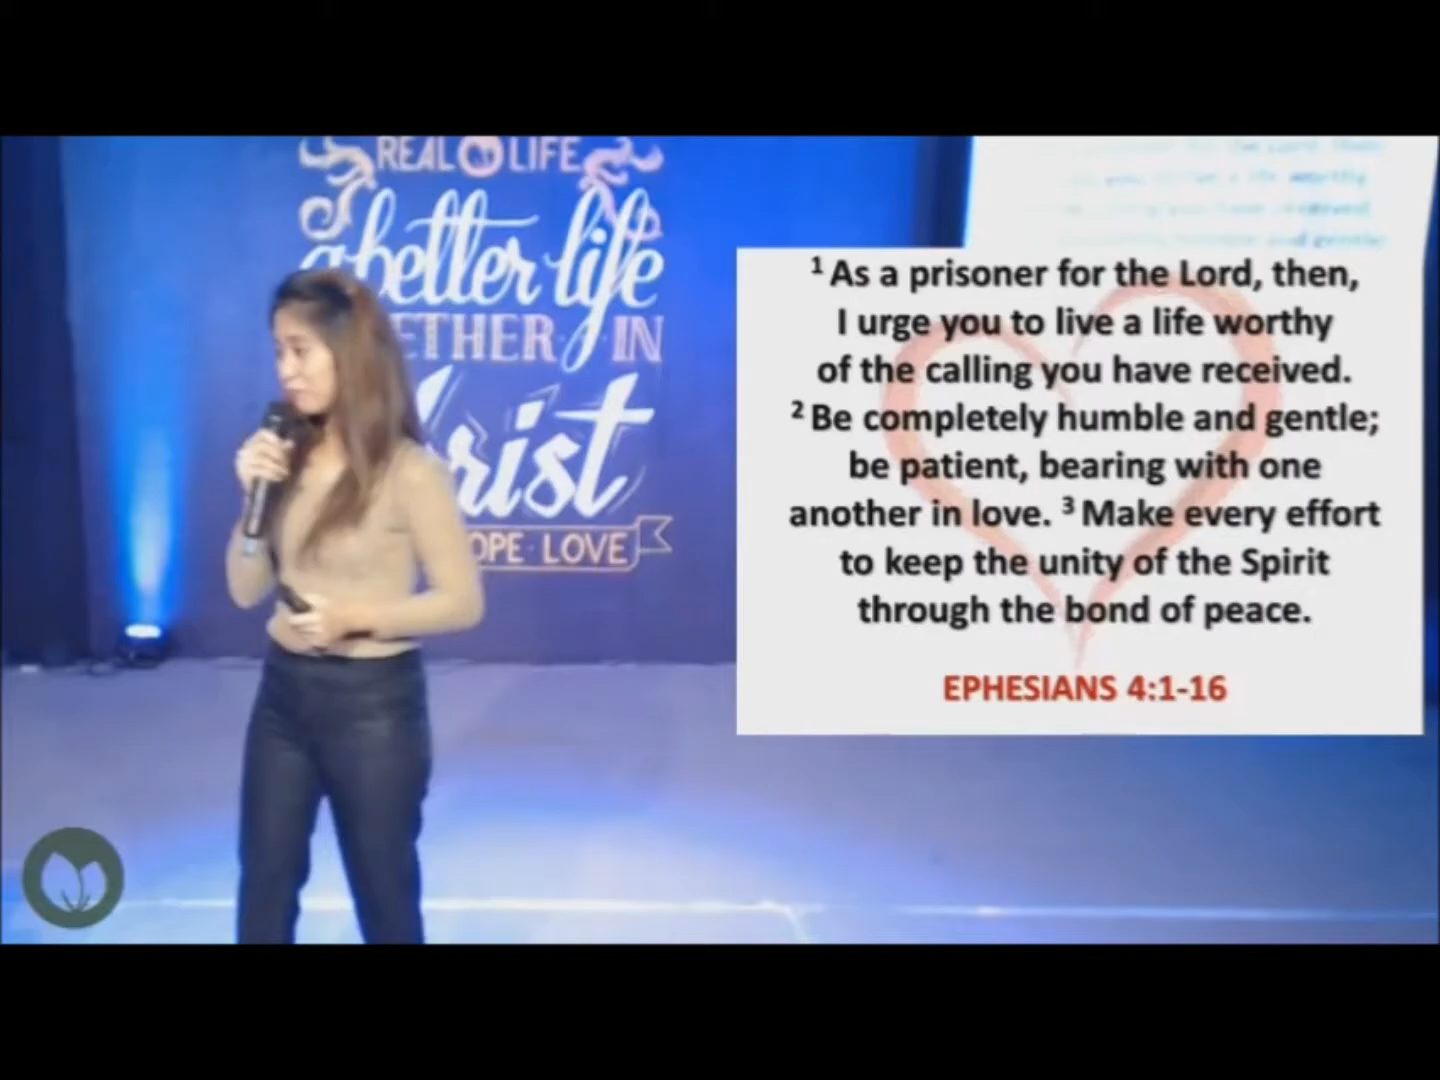 REAL LIFE
a better life
ETHER IN
rist
OPE · LOVE
¹ As a prisoner for the Lord, then,
I urge you to live a life worthy
of the calling you have received.
² Be completely humble and gentle;
be patient, bearing with one
another in love. ³ Make every effort
to keep the unity of the Spirit
through the bond of peace.
EPHESIANS 4:1-16